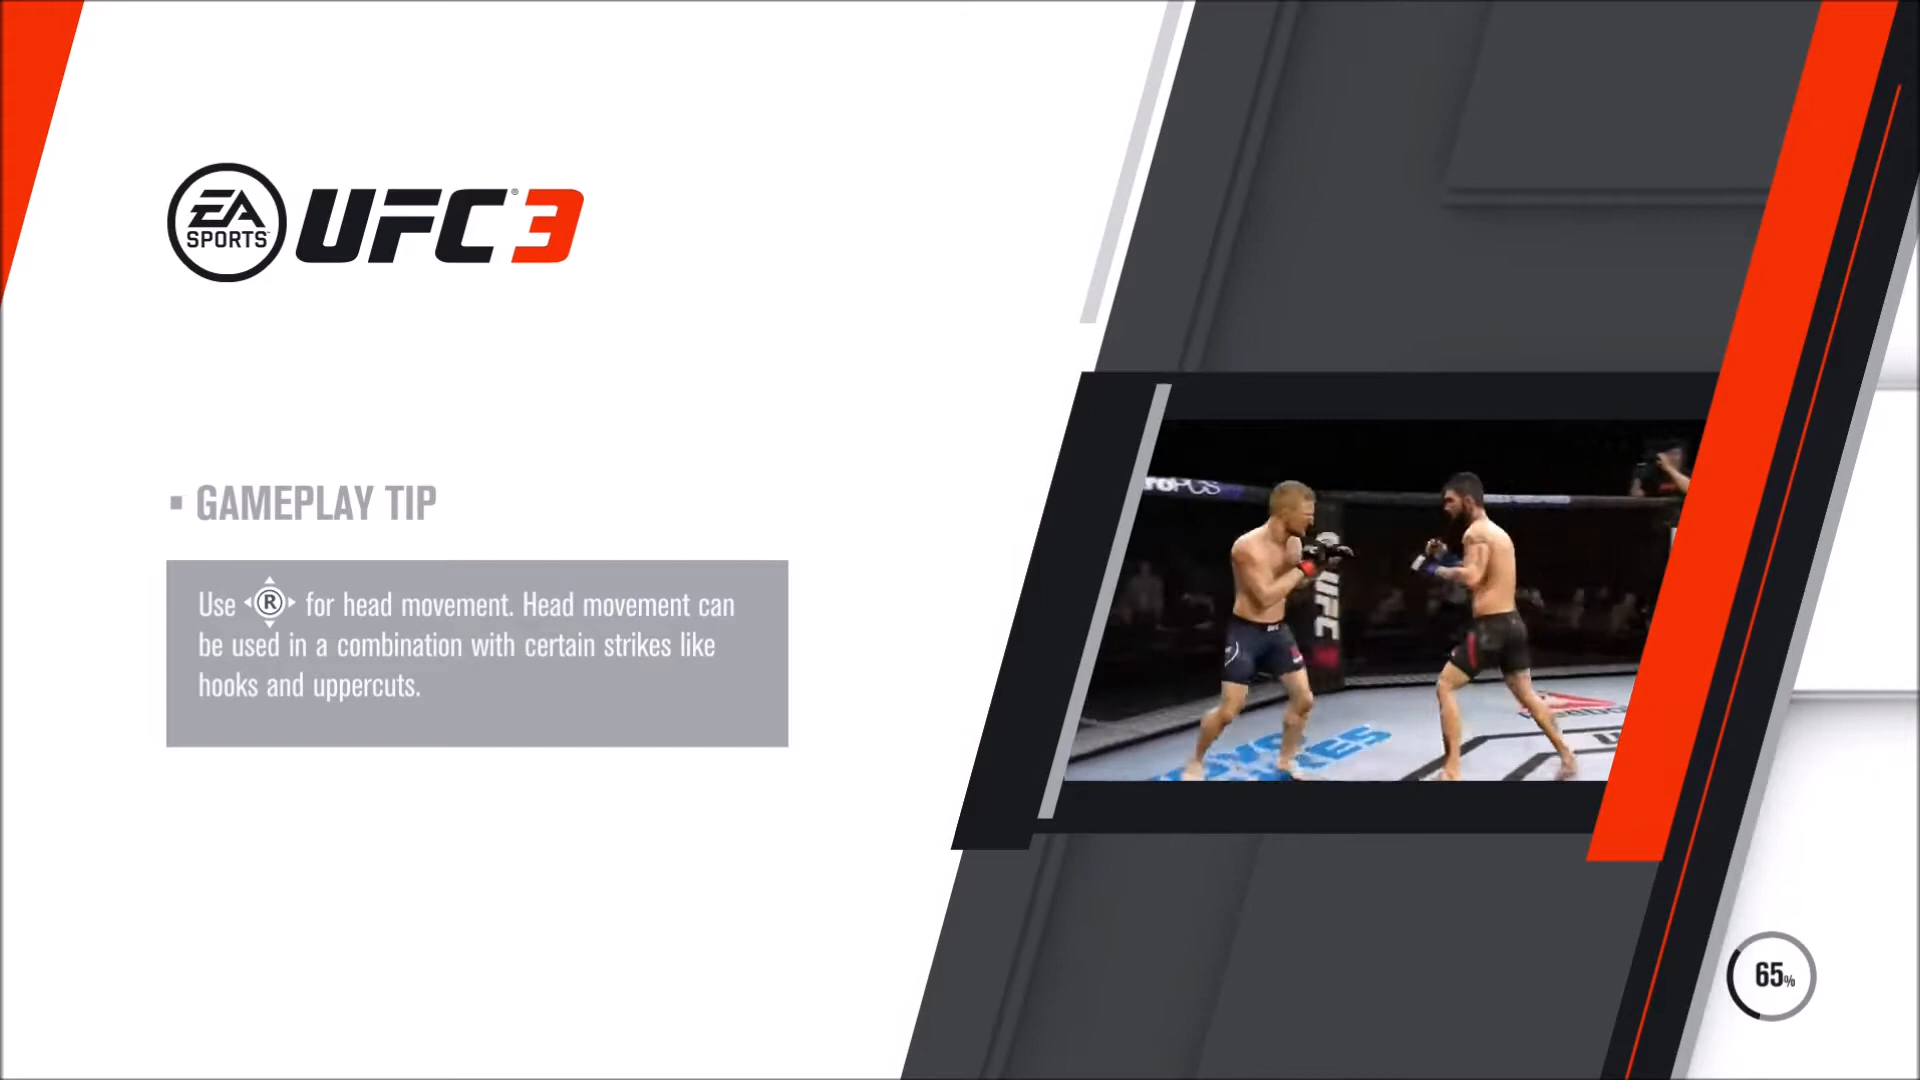 EA
SPORTS
UFC® 3
GAMEPLAY TIP
Use R for head movement. Head movement can
be used in a combination with certain strikes like
hooks and uppercuts.
UFC
65%